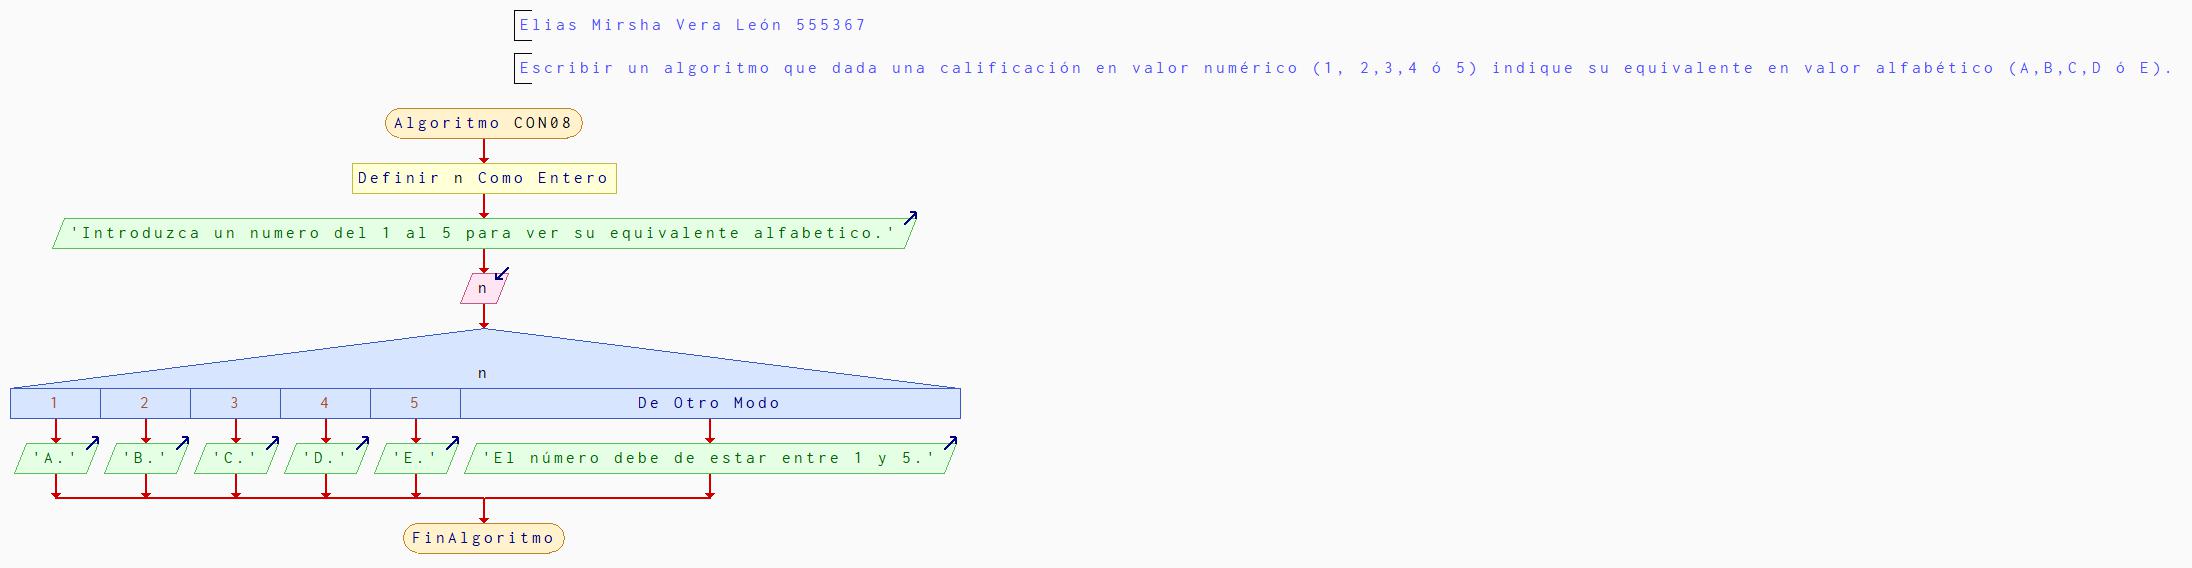 Elias Mirsha Vera León 555367
Escribir un algoritmo que dada una calificación en valor numérico (1, 2,3,4 ó 5) indique su equivalente en valor alfabético (A,B,C,D ó E).
Algoritmo CON08
Definir n Como Entero
'Introduzca un numero del 1 al 5 para ver su equivalente alfabetico.'
n
n
1 2 3 4 5 De Otro Modo
'A.' 'B.' 'C.' 'D.' 'E.' 'El número debe de estar entre 1 y 5.'
FinAlgoritmo